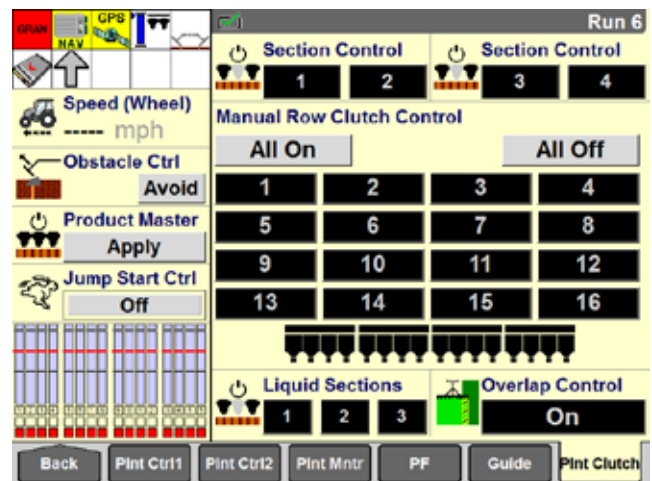 GRAN
NAV
GPS
L
Run 6
Speed (Wheel)
----- mph
Obstacle Ctrl
Avoid
Product Master
Apply
Jump Start Ctrl
Off
Section Control
1 2
Section Control
3 4
Manual Row Clutch Control
All On All Off
1 2 3 4
5 6 7 8
9 10 11 12
13 14 15 16
Liquid Sections
1 2 3
Overlap Control
On
Back Plnt Ctrl1 Plnt Ctrl2 Plnt Mntr PF Guide Plnt Clutch